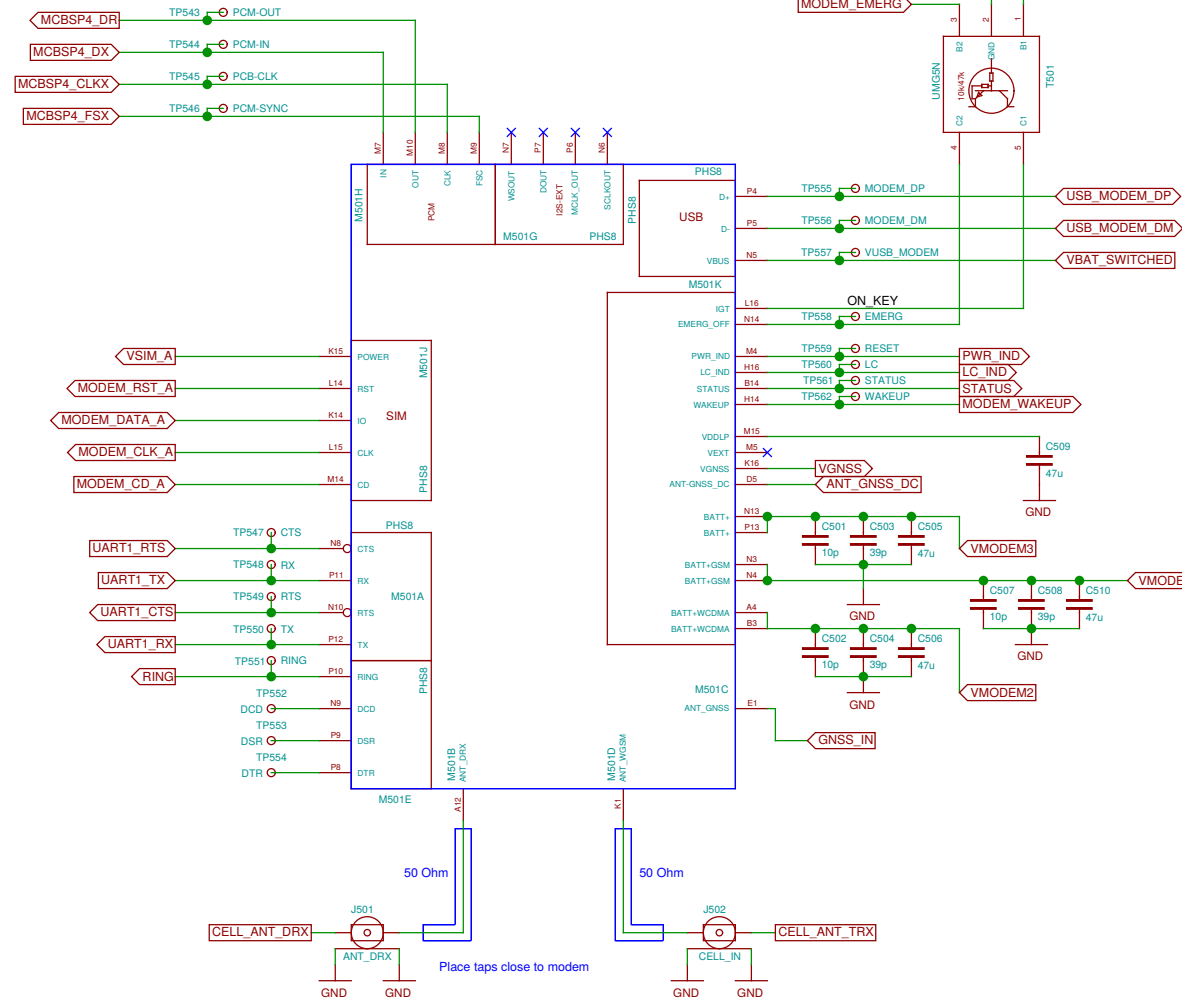 MCBSP4_DR
TP543
PCM-OUT
MCBSP4_DX
TP544
PCM-IN
MCBSP4_CLKX
TP545
PCB-CLK
MCBSP4_FSX
TP546
PCM-SYNC
MODEM_EMERG
3
2
1
B2
GND
B1
UMG5N
10k/47k
T501
C2
C1
4
5
M7
M10
M8
M9
N7
P7
P6
N6
IN
OUT
CLK
FSC
PCM
M501H
WSOUT
DOUT
I2S-EXT
MCLK_OUT
SCLKOUT
M501G
PHS8
PHS8
PHS8
USB
D+
P4
TP555
MODEM_DP
USB_MODEM_DP
D-
P5
TP556
MODEM_DM
USB_MODEM_DM
VBUS
N5
TP557
VUSB_MODEM
VBAT_SWITCHED
M501K
IGT
L16
ON_KEY
EMERG_OFF
N14
TP558
EMERG
PWR_IND
M4
TP559
RESET
PWR_IND
LC_IND
H16
TP560
LC
LC_IND
STATUS
B14
TP561
STATUS
STATUS
WAKEUP
H14
TP562
WAKEUP
MODEM_WAKEUP
VDDLP
M15
C509
47u
GND
VEXT
M5
VGNSS
K16
VGNSS
ANT-GNSS_DC
D5
ANT_GNSS_DC
BATT+
N13
BATT+
P13
C501
10p
C503
39p
C505
47u
VMODEM3
GND
BATT+GSM
N3
BATT+GSM
N4
VMODE
C507
10p
C508
39p
C510
47u
GND
BATT+WCDMA
A4
BATT+WCDMA
B3
C502
10p
C504
39p
C506
47u
VMODEM2
GND
M501C
ANT_GNSS
E1
GNSS_IN
VSIM_A
K15
POWER
MODEM_RST_A
L14
RST
MODEM_DATA_A
K14
IO
MODEM_CLK_A
L15
CLK
MODEM_CD_A
M14
CD
SIM
M501J
PHS8
PHS8
UART1_RTS
TP547
CTS
N8
CTS
UART1_TX
TP548
RX
P11
RX
M501A
UART1_CTS
TP549
RTS
N10
RTS
UART1_RX
TP550
TX
P12
TX
RING
TP551
RING
P10
RING
PHS8
TP552
DCD
N9
DCD
TP553
DSR
P9
DSR
TP554
DTR
P8
DTR
M501E
M501B
ANT_DRX
A12
M501D
ANT_WGSM
K1
50 Ohm
50 Ohm
CELL_ANT_DRX
J501
ANT_DRX
GND
GND
Place taps close to modem
J502
CELL_IN
CELL_ANT_TRX
GND
GND